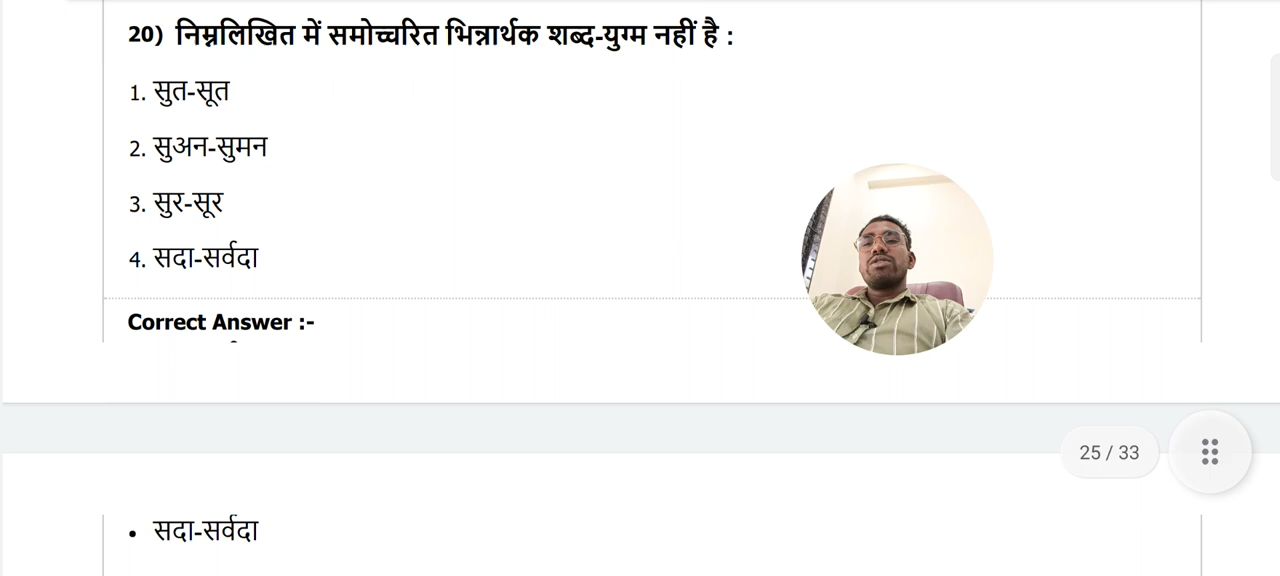 20) निम्नलिखित में समोच्चरित भिन्नार्थक शब्द-युग्म नहीं है :
1. सुत-सूत
2. सुअन-सुमन
3. सुर-सूर
4. सदा-सर्वदा
Correct Answer :-
25 / 33
• सदा-सर्वदा